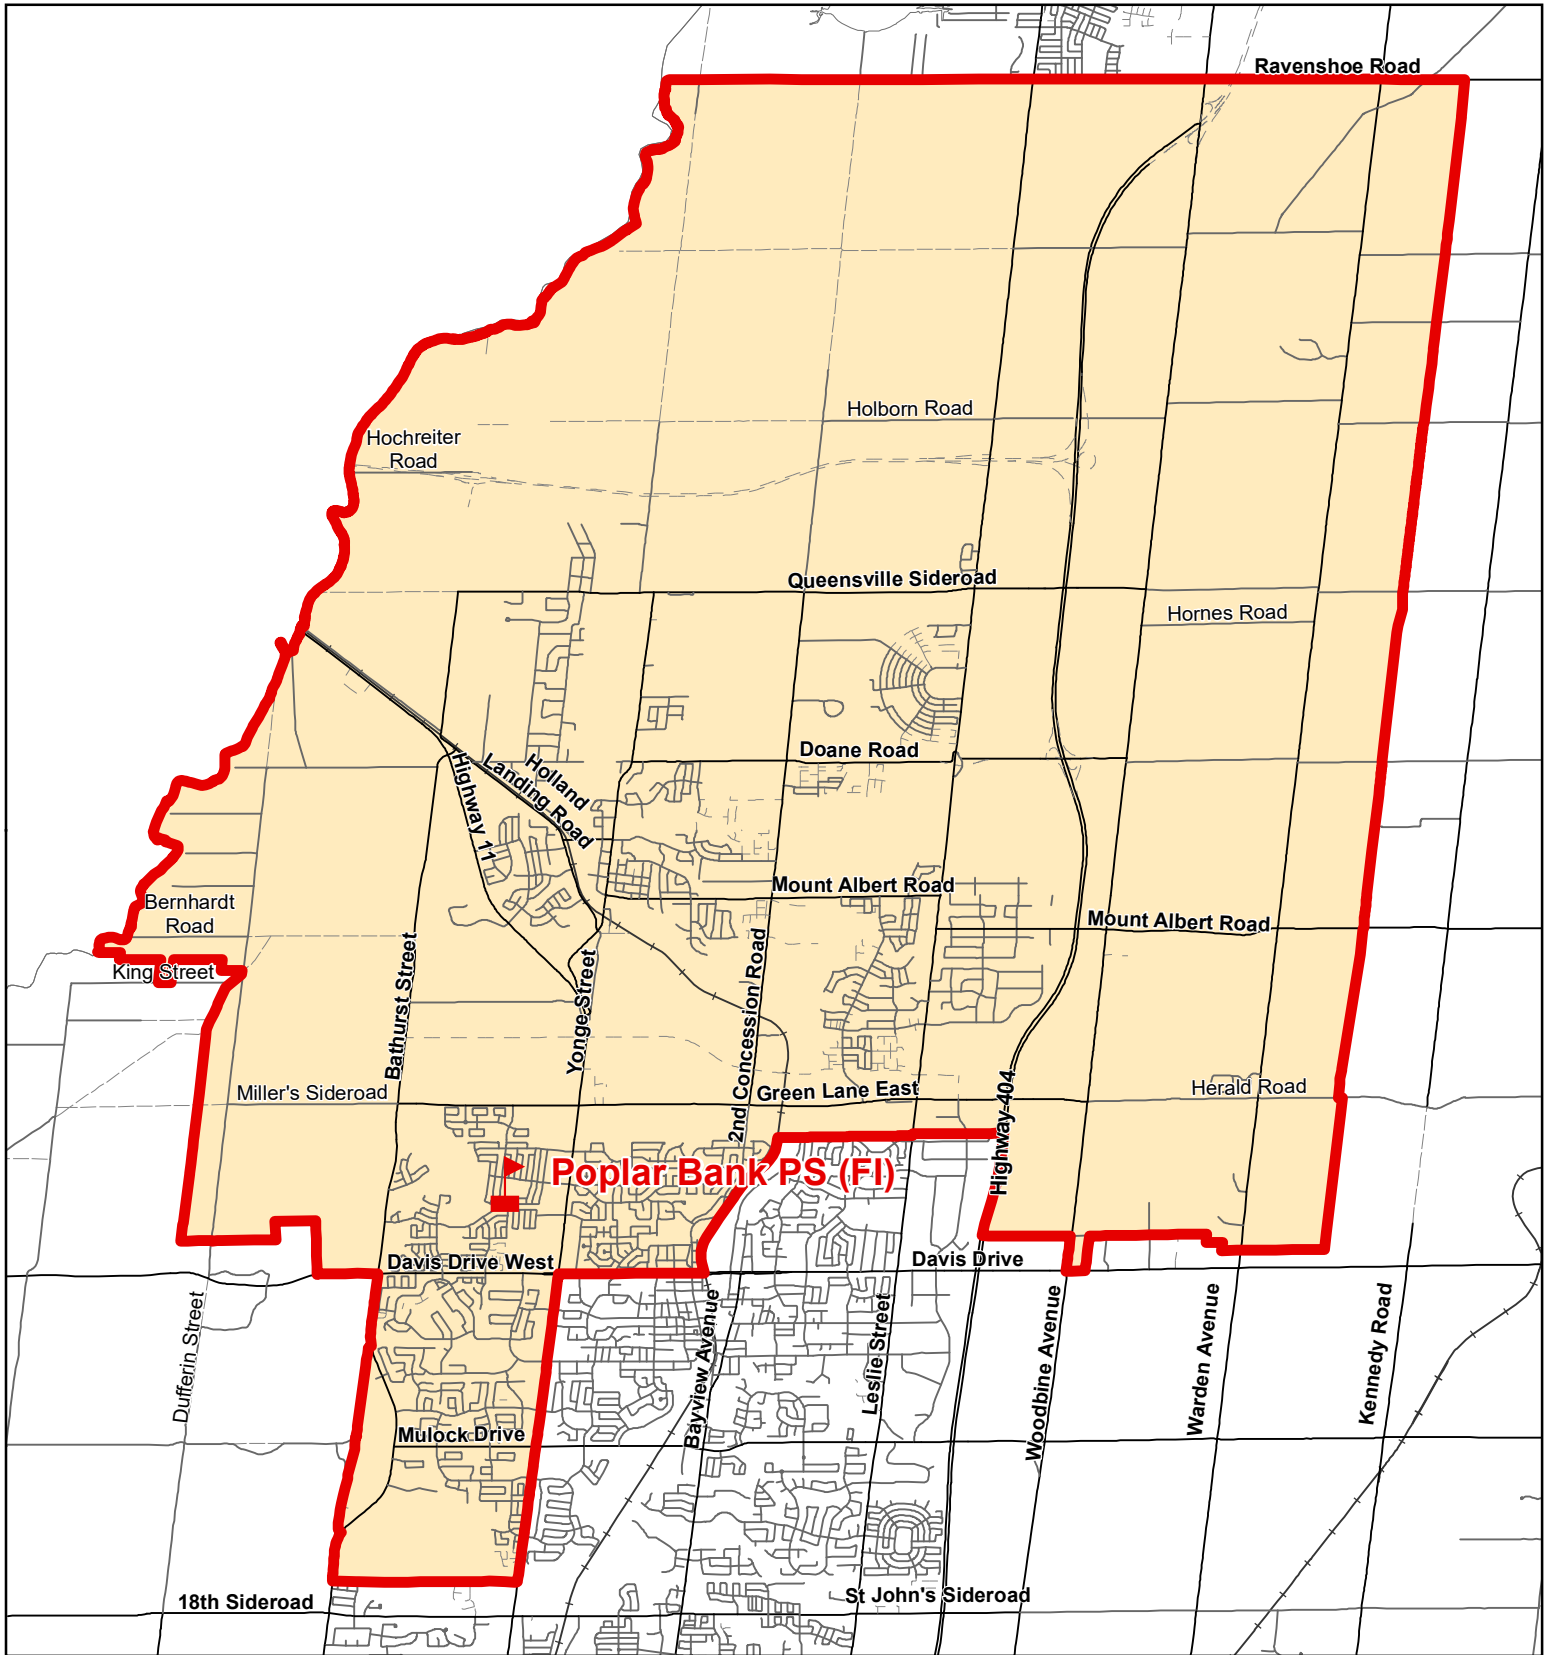 Ravenshoe Road
Holborn Road
Hochreiter
Road
Queensville Sideroad
Hornes Road
Doane Road
Holland
Landing Road
Highway 11
Mount Albert Road
Bernhardt
Road
Mount Albert Road
King Street
Bathurst Street
Yonge Street
2nd Concession Road
Miller's Sideroad
Green Lane East
Herald Road
Highway 404
Poplar Bank PS (FI)
Davis Drive West
Davis Drive
Dufferin Street
Bayview Avenue
Leslie Street
Woodbine Avenue
Warden Avenue
Kennedy Road
Mulock Drive
18th Sideroad
St John's Sideroad